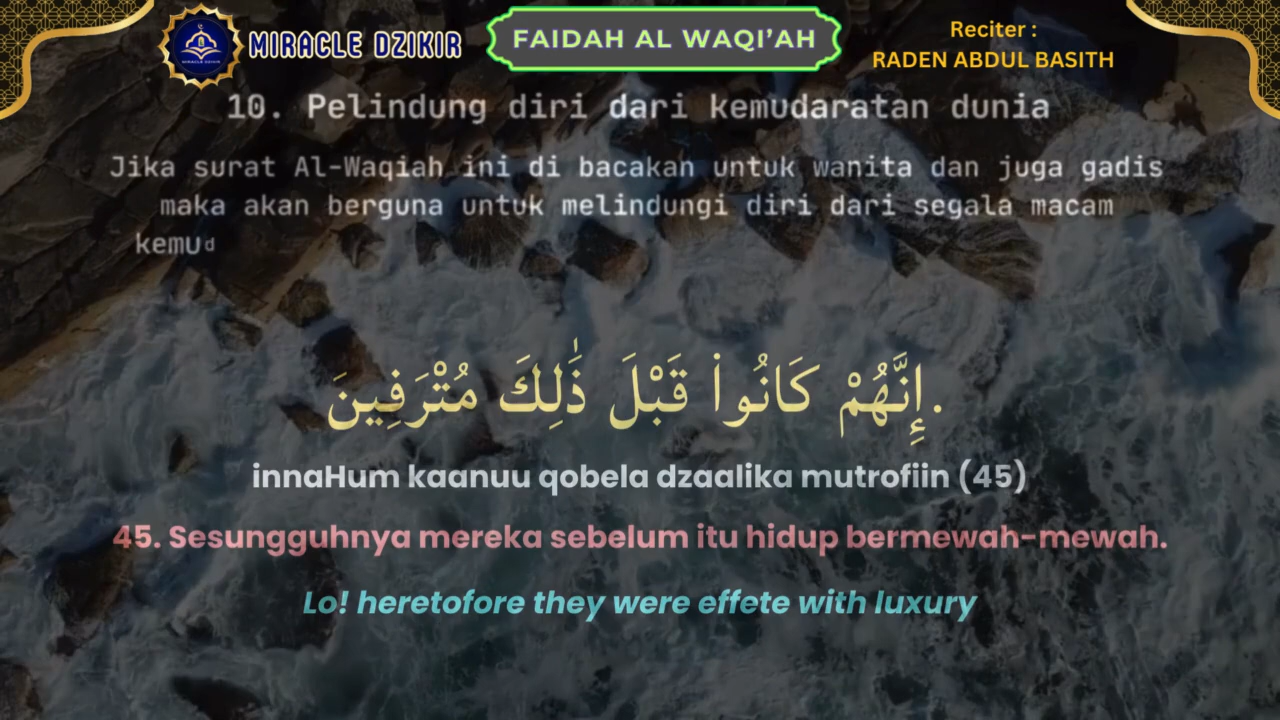 MIRACLE DZIKIR
FAIDAH AL WAQI'AH
Reciter :
RADEN ABDUL BASITH
10. Pelindung diri dari kemudaratan dunia
Jika surat Al-Waqiah ini di bacakan untuk wanita dan juga gadis
maka akan berguna untuk melindungi diri dari segala macam
kemud
.إِنَّهُمْ كَانُوا۟ قَبْلَ ذَٰلِكَ مُتْرَفِينَ
innaHum kaanuu qobela dzaalika mutrofiin (45)
45. Sesungguhnya mereka sebelum itu hidup bermewah-mewah.
Lo! heretofore they were effete with luxury